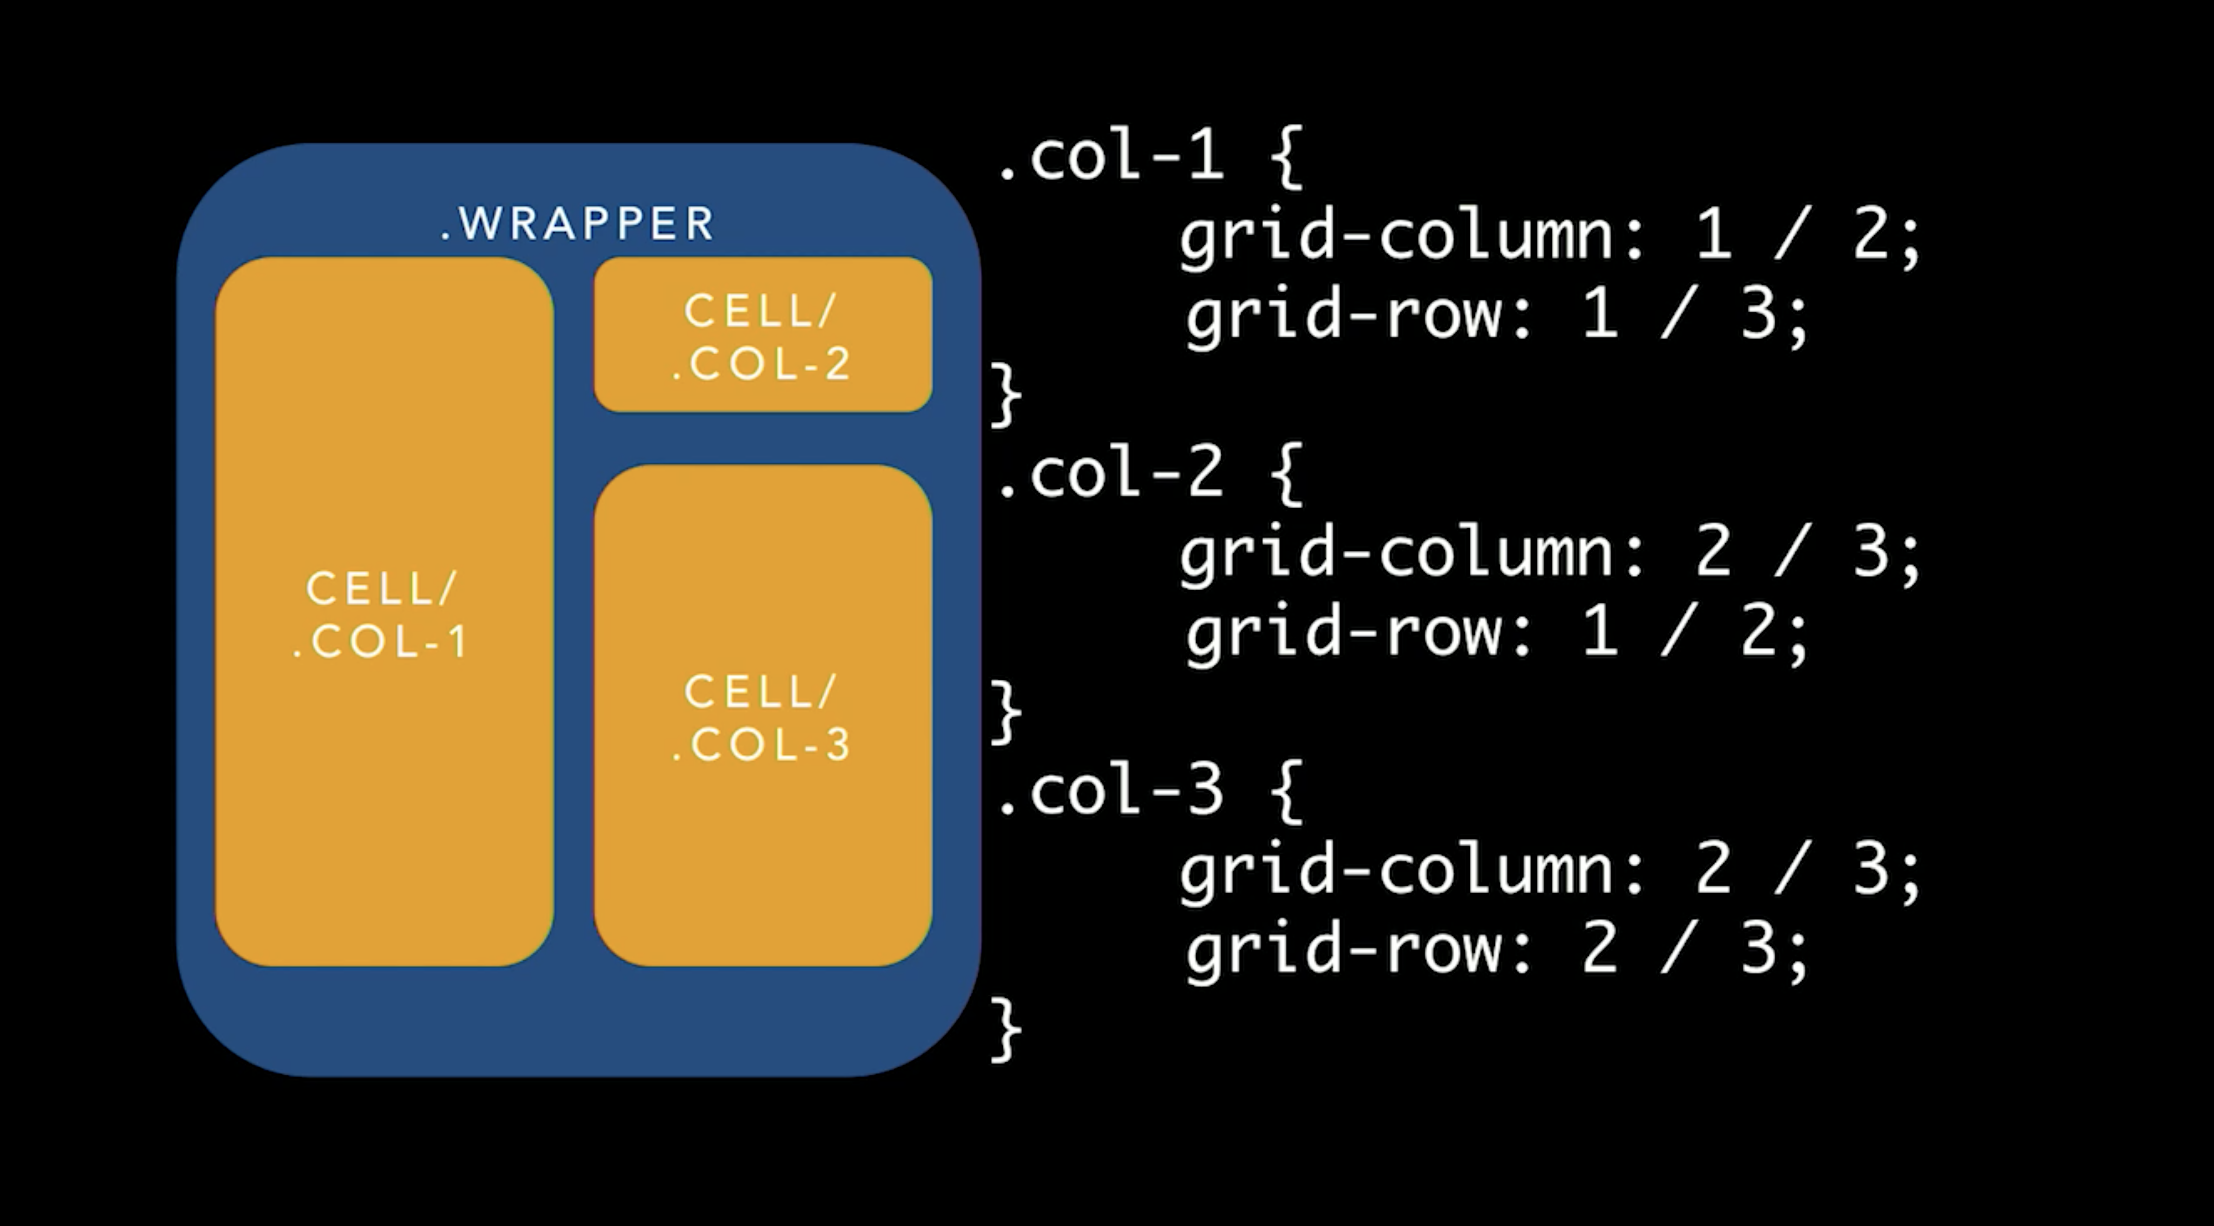 .WRAPPER
CELL/
.COL-1
CELL/
.COL-2
CELL/
.COL-3
.col-1 {
grid-column: 1 / 2;
grid-row: 1 / 3;
}
.col-2 {
grid-column: 2 / 3;
grid-row: 1 / 2;
}
.col-3 {
grid-column: 2 / 3;
grid-row: 2 / 3;
}